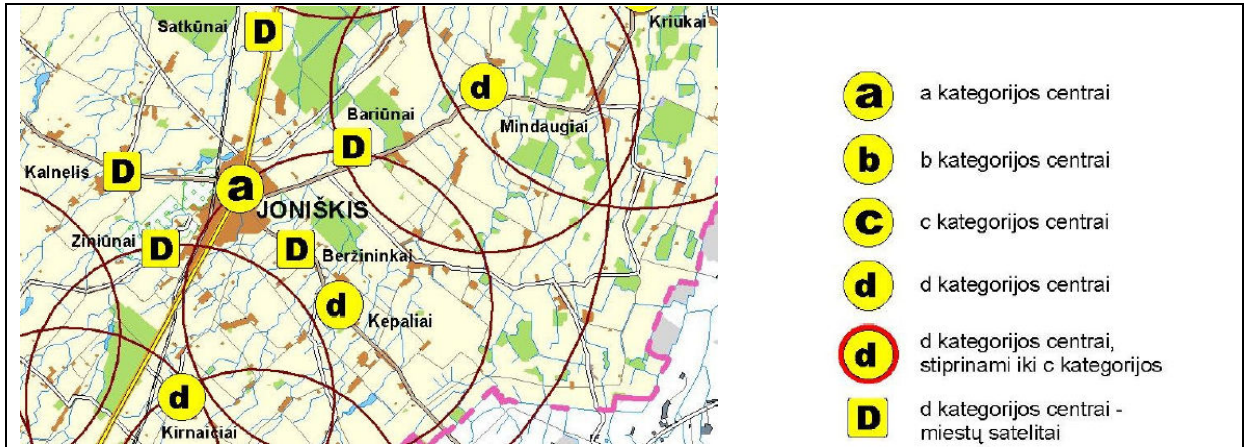 Satkūnai
D
Kriukai
d
Mindaugiai
Bariūnai
D
Kalnelis
D
a
JONIŠKIS
Žiniūnai
D
D
Beržininkai
d
Kepaliai
d
Kirnaičiai
a a kategorijos centrai
b b kategorijos centrai
c c kategorijos centrai
d d kategorijos centrai
d d kategorijos centrai,
stiprinami iki c kategorijos
D d kategorijos centrai -
miestų satelitai